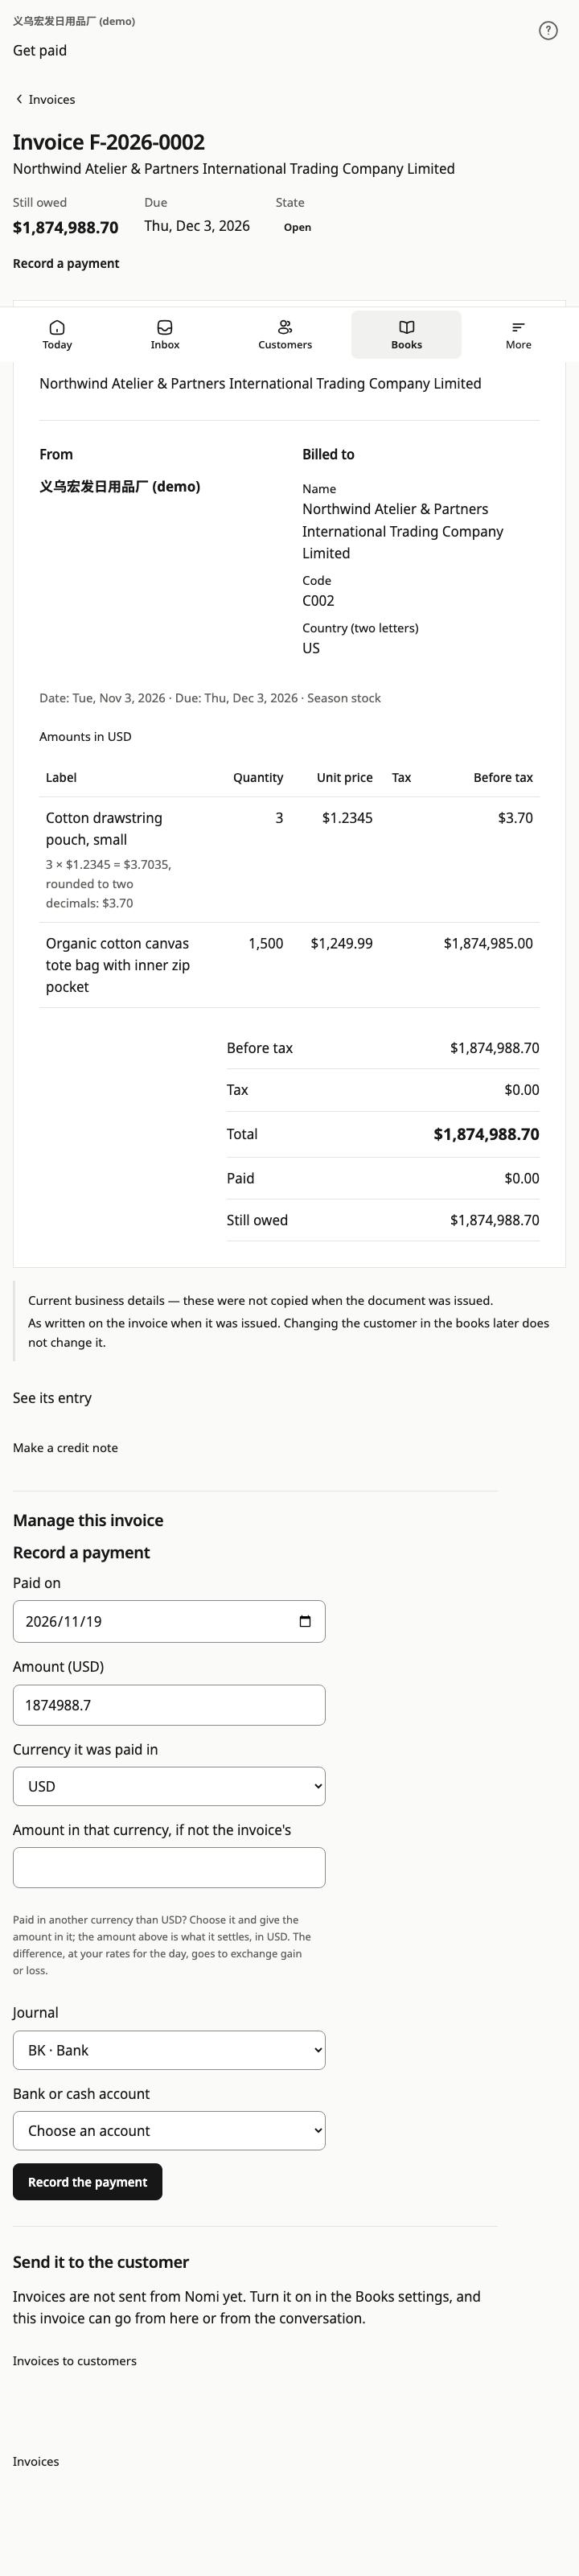 义乌宏发日用品厂 (demo)
Get paid
Invoices
Invoice F-2026-0002
Northwind Atelier & Partners International Trading Company Limited
Still owed Due State
$1,874,988.70 Thu, Dec 3, 2026 Open
Record a payment
Today Inbox Customers Books More
Northwind Atelier & Partners International Trading Company Limited
From
义乌宏发日用品厂 (demo)
Billed to
Name
Northwind Atelier & Partners
International Trading Company
Limited
Code
C002
Country (two letters)
US
Date: Tue, Nov 3, 2026 · Due: Thu, Dec 3, 2026 · Season stock
Amounts in USD
Label Quantity Unit price Tax Before tax
Cotton drawstring 3 $1.2345 $3.70
pouch, small
3 × $1.2345 = $3.7035,
rounded to two
decimals: $3.70
Organic cotton canvas 1,500 $1,249.99 $1,874,985.00
tote bag with inner zip
pocket
Before tax $1,874,988.70
Tax $0.00
Total $1,874,988.70
Paid $0.00
Still owed $1,874,988.70
Current business details — these were not copied when the document was issued.
As written on the invoice when it was issued. Changing the customer in the books later does
not change it.
See its entry
Make a credit note
Manage this invoice
Record a payment
Paid on
2026/11/19
Amount (USD)
1874988.7
Currency it was paid in
USD
Amount in that currency, if not the invoice's
Paid in another currency than USD? Choose it and give the
amount in it; the amount above is what it settles, in USD. The
difference, at your rates for the day, goes to exchange gain
or loss.
Journal
BK · Bank
Bank or cash account
Choose an account
Record the payment
Send it to the customer
Invoices are not sent from Nomi yet. Turn it on in the Books settings, and
this invoice can go from here or from the conversation.
Invoices to customers
Invoices